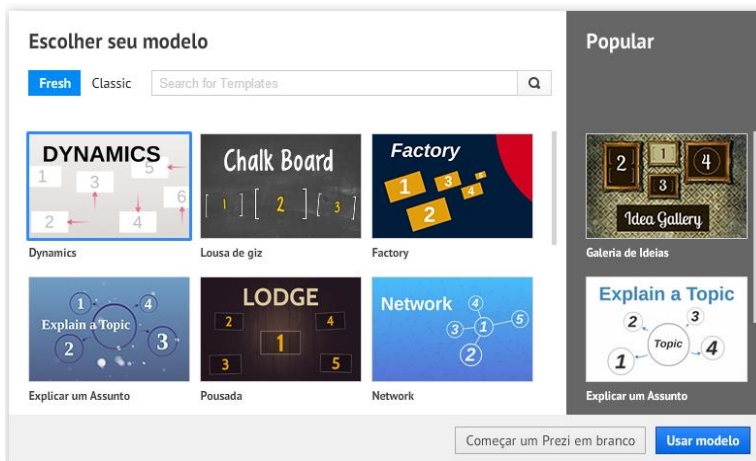 Escolher seu modelo
Popular
Fresh Classic Search for Templates
DYNAMICS
1 3 5 2 4 6
Dynamics
Chalk Board
[ 1 ] [ 2 ] [ 3 ]
Lousa de giz
Factory
1 3 5 4 2
Factory
2 1 4 3
Idea Gallery
Galeria de Ideias
1 4
Explain a Topic
2 3
Explicar um Assunto
LODGE
2 4
1
3 5
Pousada
Network
4
3 1 5
2
Network
Explain a Topic
2 3
Topic
1 4
Explicar um Assunto
Começar um Prezi em branco Usar modelo